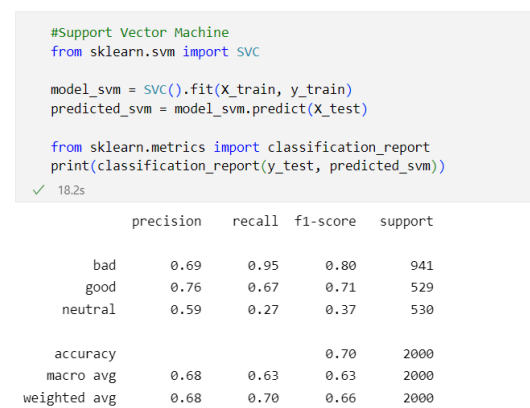 #Support Vector Machine
from sklearn.svm import SVC
model_svm = SVC().fit(X_train, y_train)
predicted_svm = model_svm.predict(X_test)
from sklearn.metrics import classification_report
print(classification_report(y_test, predicted_svm))
✓ 18.2s
precision recall f1-score support
bad 0.69 0.95 0.80 941
good 0.76 0.67 0.71 529
neutral 0.59 0.27 0.37 530
accuracy 0.70 2000
macro avg 0.68 0.63 0.63 2000
weighted avg 0.68 0.70 0.66 2000